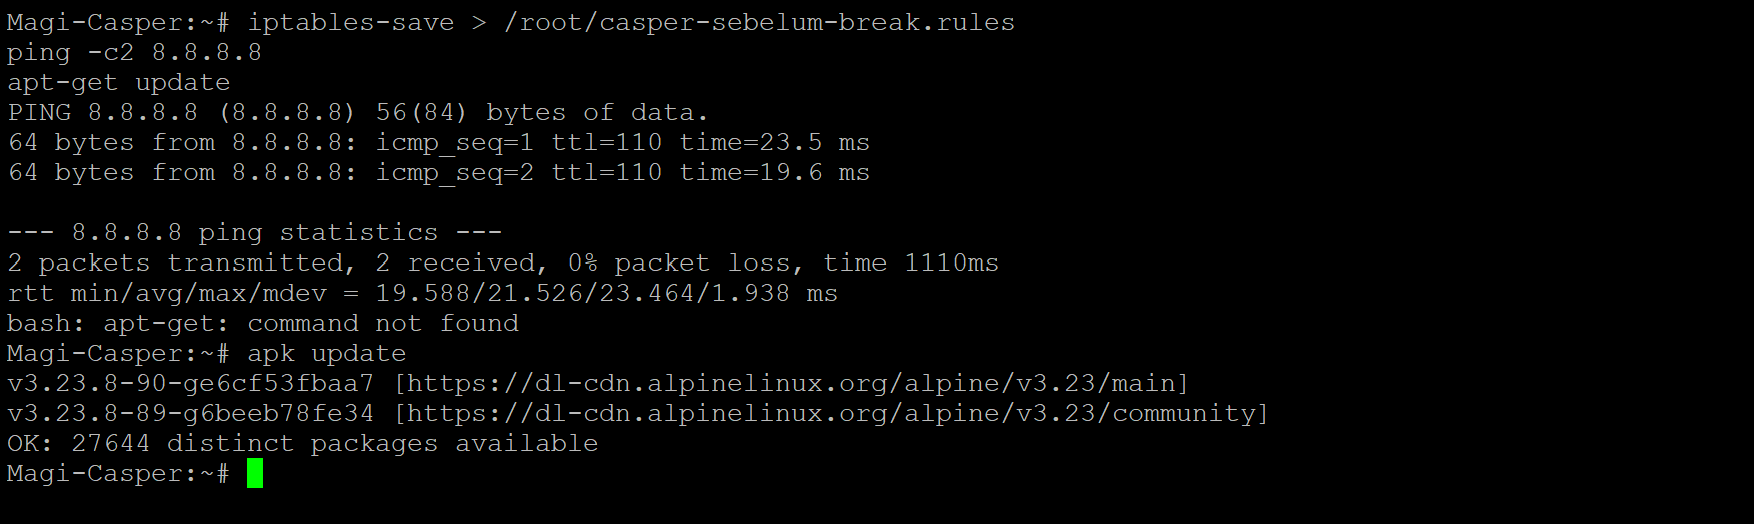 Magi-Casper:~# iptables-save > /root/casper-sebelum-break.rules
ping -c2 8.8.8.8
apt-get update
PING 8.8.8.8 (8.8.8.8) 56(84) bytes of data.
64 bytes from 8.8.8.8: icmp_seq=1 ttl=110 time=23.5 ms
64 bytes from 8.8.8.8: icmp_seq=2 ttl=110 time=19.6 ms

--- 8.8.8.8 ping statistics ---
2 packets transmitted, 2 received, 0% packet loss, time 1110ms
rtt min/avg/max/mdev = 19.588/21.526/23.464/1.938 ms
bash: apt-get: command not found
Magi-Casper:~# apk update
v3.23.8-90-ge6cf53fbaa7 [https://dl-cdn.alpinelinux.org/alpine/v3.23/main]
v3.23.8-89-g6beeb78fe34 [https://dl-cdn.alpinelinux.org/alpine/v3.23/community]
OK: 27644 distinct packages available
Magi-Casper:~#